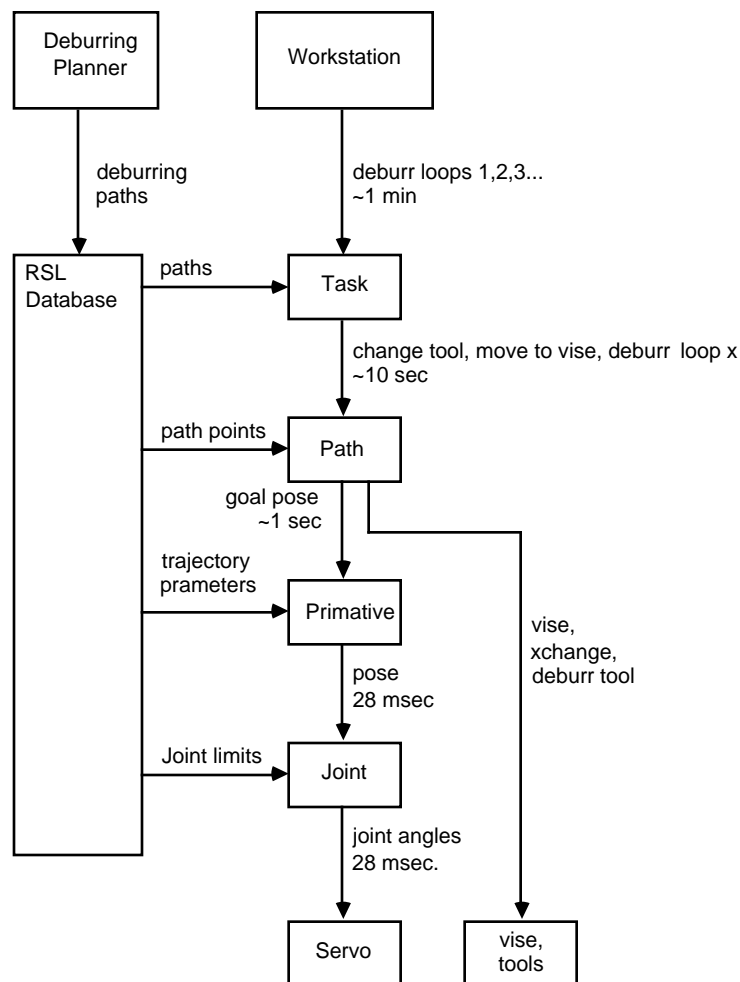 Deburring
Planner
Workstation
deburring
paths
deburr loops 1,2,3...
~1 min
RSL
Database
paths
Task
change tool, move to vise, deburr loop x
~10 sec
path points
Path
goal pose
~1 sec
trajectory
prameters
Primative
vise,
xchange,
deburr tool
pose
28 msec
Joint limits
Joint
joint angles
28 msec.
Servo
vise,
tools